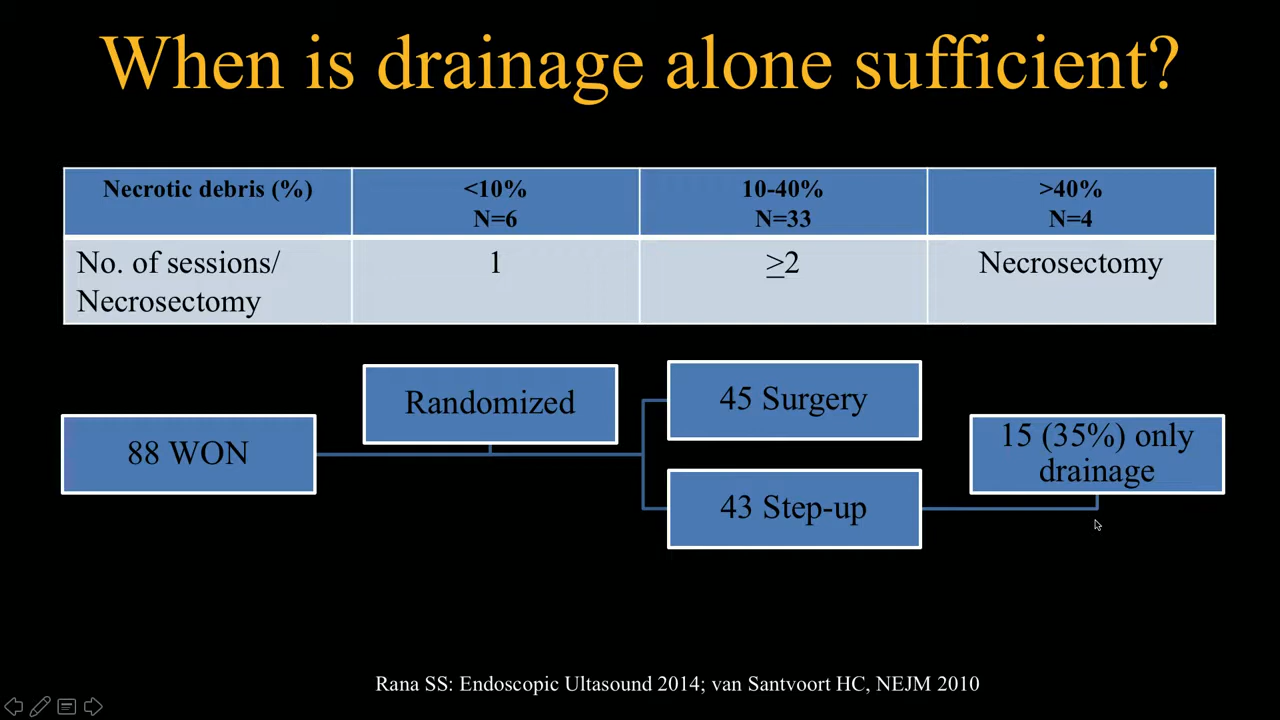 When is drainage alone sufficient?
Necrotic debris (%)
<10%
N=6
10-40%
N=33
>40%
N=4
No. of sessions/
Necrosectomy
1
≥2
Necrosectomy
88 WON
Randomized
45 Surgery
43 Step-up
15 (35%) only
drainage
Rana SS: Endoscopic Ultasound 2014; van Santvoort HC, NEJM 2010